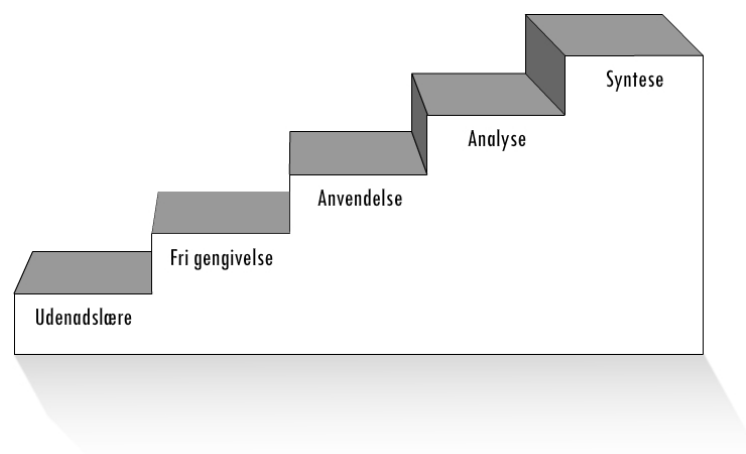 Syntese
Analyse
Anvendelse
Fri gengivelse
Udenadslære